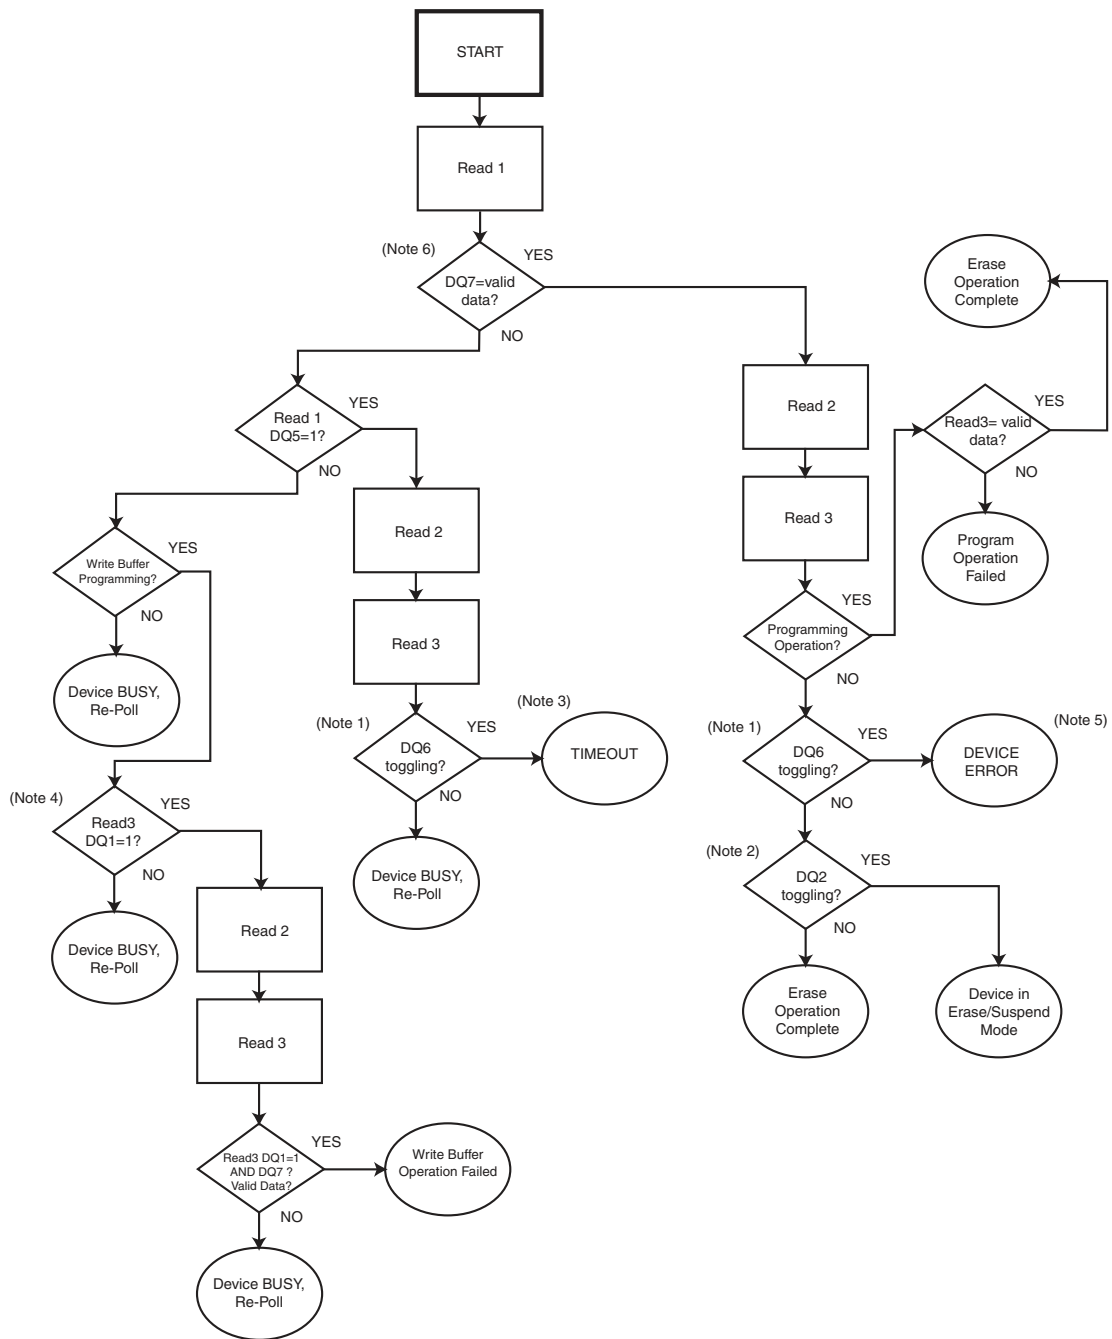 START
Read 1
(Note 6)
YES
DQ7=valid
data?
NO
Erase
Operation
Complete
Read 1
DQ5=1?
YES
NO
Read 2
Read3= valid
data?
YES
NO
Write Buffer
Programming?
YES
NO
Read 2
Read 3
Program
Operation
Failed
Device BUSY,
Re-Poll
Read 3
Programming
Operation?
YES
NO
(Note 1)
DQ6
toggling?
YES
NO
(Note 3)
TIMEOUT
(Note 1)
DQ6
toggling?
YES
NO
DEVICE
ERROR
(Note 5)
(Note 4)
Read3
DQ1=1?
YES
NO
Device BUSY,
Re-Poll
(Note 2)
DQ2
toggling?
YES
NO
Device BUSY,
Re-Poll
Read 2
Read 3
Erase
Operation
Complete
Device in
Erase/Suspend
Mode
Read3 DQ1=1
AND DQ7 ?
Valid Data?
YES
NO
Write Buffer
Operation Failed
Device BUSY,
Re-Poll